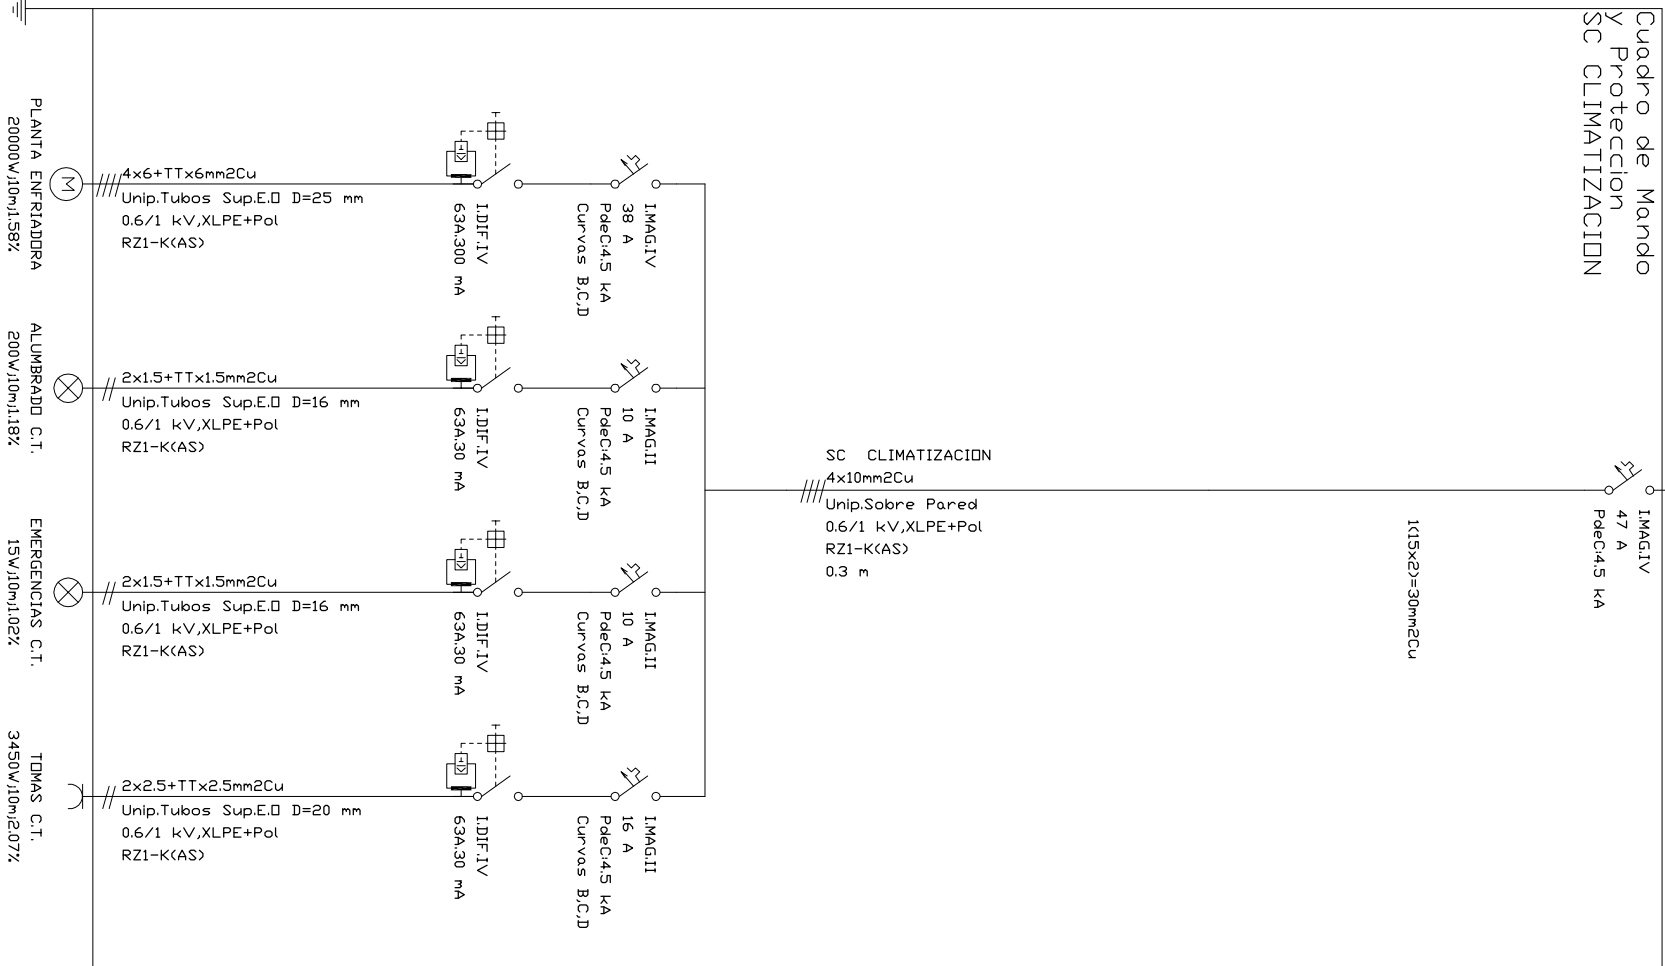 Cuadro de Mando
y Proteccion
SC CLIMATIZACION
I.MAG.IV
47 A
PdeC:4.5 kA
1(15x2)=30mm2Cu
SC CLIMATIZACION
4x10mm2Cu
Unip.Sobre Pared
0.6/1 kV,XLPE+Pol
RZ1-K(AS)
0.3 m
I.MAG.IV
38 A
PdeC:4.5 kA
Curvas B,C,D
I.DIF.IV
63A.300 mA
4x6+TTx6mm2Cu
Unip.Tubos Sup.E.O D=25 mm
0.6/1 kV,XLPE+Pol
RZ1-K(AS)
M
PLANTA ENFRIADORA
20000W;10m;1.58%
I.MAG.II
10 A
PdeC:4.5 kA
Curvas B,C,D
I.DIF.IV
63A.30 mA
2x1.5+TTx1.5mm2Cu
Unip.Tubos Sup.E.O D=16 mm
0.6/1 kV,XLPE+Pol
RZ1-K(AS)
ALUMBRADO C.T.
200W;10m;1.18%
I.MAG.II
10 A
PdeC:4.5 kA
Curvas B,C,D
I.DIF.IV
63A.30 mA
2x1.5+TTx1.5mm2Cu
Unip.Tubos Sup.E.O D=16 mm
0.6/1 kV,XLPE+Pol
RZ1-K(AS)
EMERGENCIAS C.T.
15W;10m;1.02%
I.MAG.II
16 A
PdeC:4.5 kA
Curvas B,C,D
I.DIF.IV
63A.30 mA
2x2.5+TTx2.5mm2Cu
Unip.Tubos Sup.E.O D=20 mm
0.6/1 kV,XLPE+Pol
RZ1-K(AS)
TOMAS C.T.
3450W;10m;2.07%